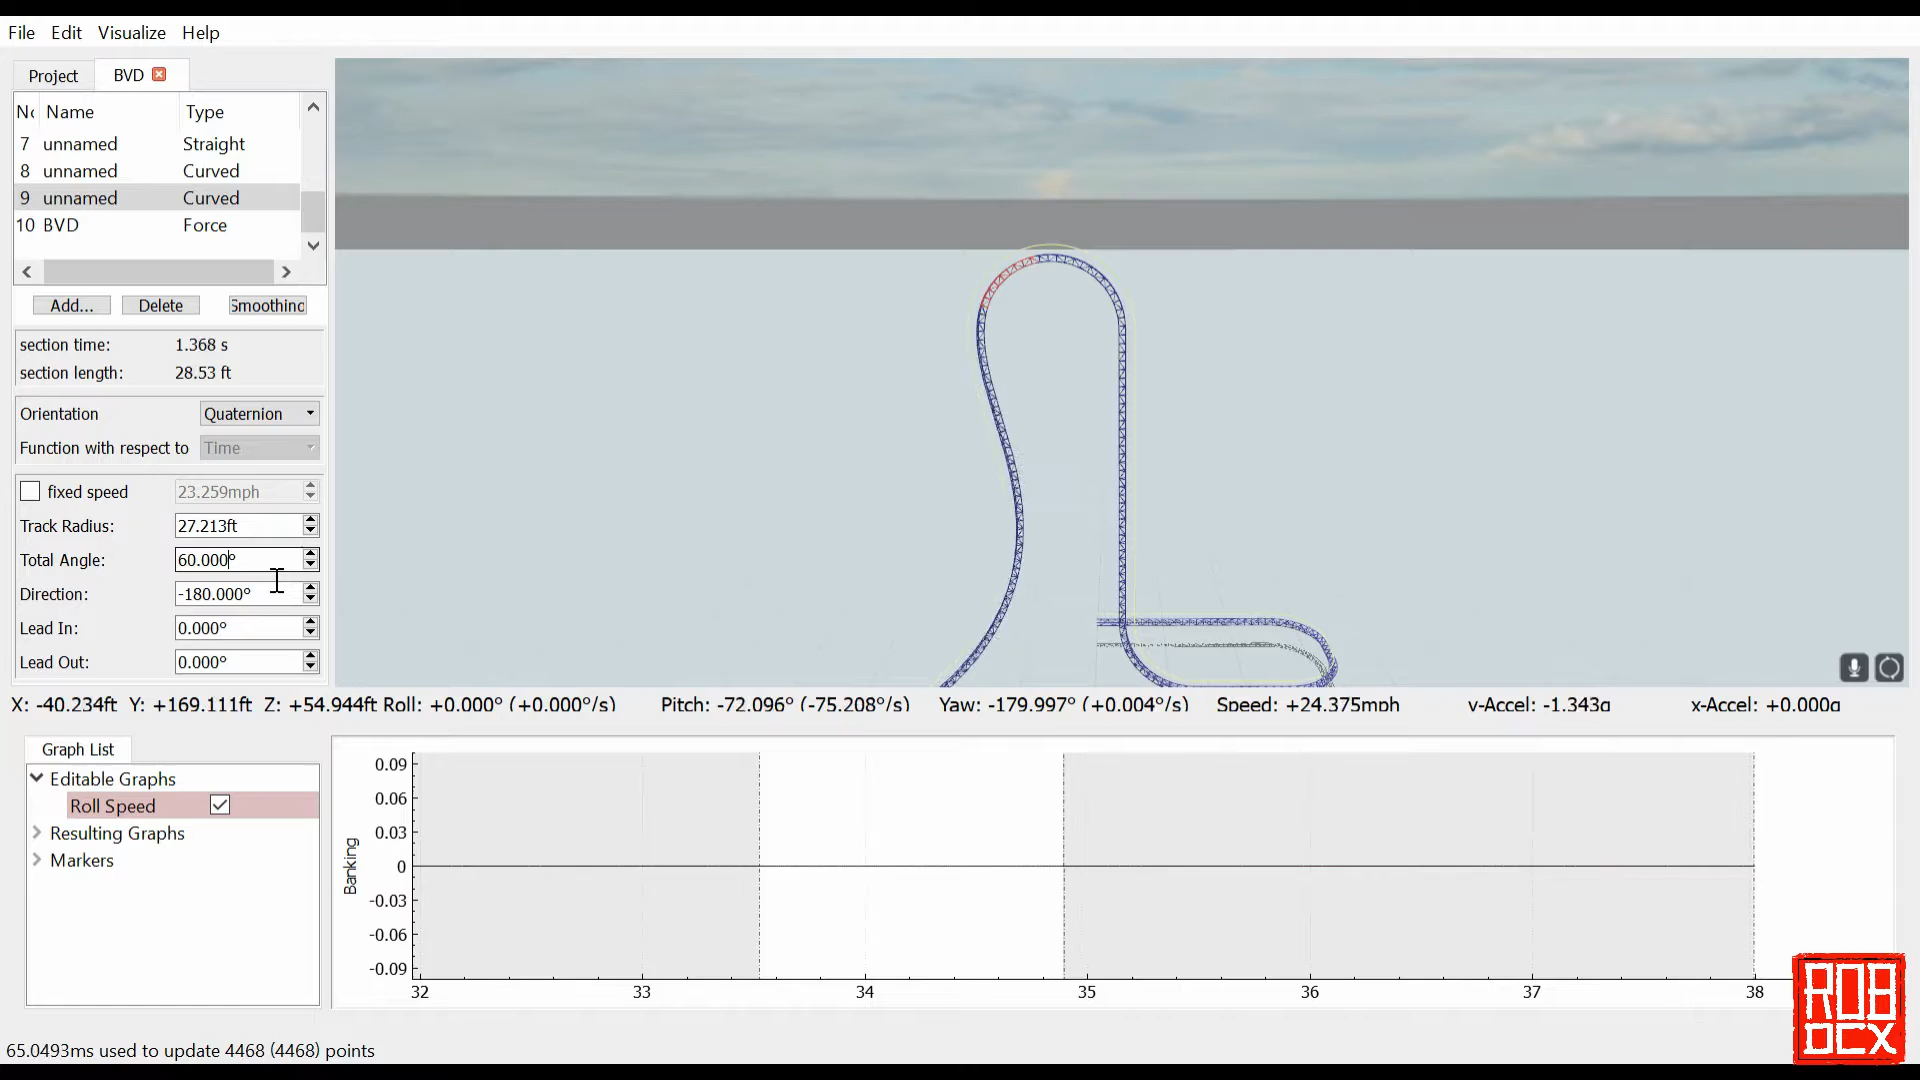 File Edit Visualize Help
Project BVD
No Name Type
7 unnamed Straight
8 unnamed Curved
9 unnamed Curved
10 BVD Force
Add... Delete Smoothing
section time: 1.368 s
section length: 28.53 ft
Orientation Quaternion
Function with respect to Time
fixed speed 23.259mph
Track Radius: 27.213ft
Total Angle: 60.000°
Direction: -180.000°
Lead In: 0.000°
Lead Out: 0.000°
X: -40.234ft Y: +169.111ft Z: +54.944ft Roll: +0.000° (+0.000°/s) Pitch: -72.096° (-75.208°/s) Yaw: -179.997° (+0.004°/s) Speed: +24.375mph y-Accel: -1.343g x-Accel: +0.000g
Graph List
Editable Graphs
Roll Speed
Resulting Graphs
Markers
Banking
0.09
0.06
0.03
0
-0.03
-0.06
-0.09
32 33 34 35 36 37 38
ROB
DCX
65.0493ms used to update 4468 (4468) points